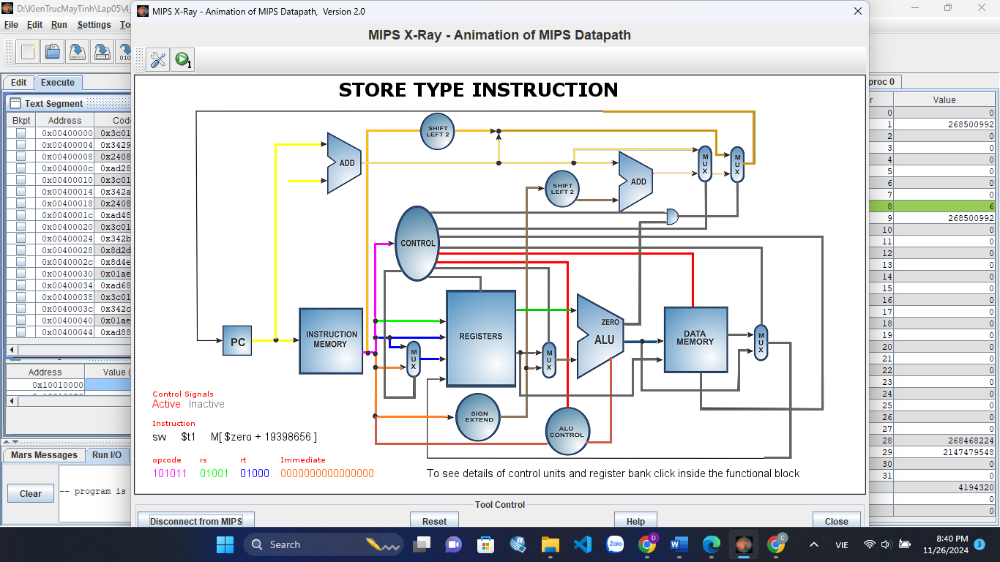 D:\KienTrucMayTinh\Lap05\4_
MIPS X-Ray - Animation of MIPS Datapath, Version 2.0
File Edit Run Settings
MIPS X-Ray - Animation of MIPS Datapath
1
Edit Execute
proc 0
Text Segment
Bkpt Address
Value
0x00400000 0x3c01
0x00400004 0x3429
0x00400008 0x2408
0x0040000c 0xad28
0x00400010 0x3c01
0x00400014 0x342a
0x00400018 0x2408
0x0040001c 0xad48
0x00400020 0x3c01
0x00400024 0x342b
0x00400028 0x8d2d
0x0040002c 0x8d4e
0x00400030 0x01ae
0x00400034 0xad68
0x00400038 0x3c01
0x0040003c 0x342c
0x00400040 0x01ae
0x00400044 0xad88
Address Value (
0x10010000
Mars Messages Run I/O
Clear
-- program is
STORE TYPE INSTRUCTION
SHIFT
LEFT 2
ADD
MUX
MUX
SHIFT
LEFT 2
ADD
CONTROL
PC
INSTRUCTION
MEMORY
REGISTERS
ZERO
ALU
DATA
MEMORY
MUX
MUX
MUX
SIGN
EXTEND
ALU
CONTROL
Control Signals
Active Inactive
Instruction
sw $t1 M[ $zero + 19398656 ]
opcode rs rt Immediate
101011 01001 01000 0000000000000000
To see details of control units and register bank click inside the functional block
Tool Control
Disconnect from MIPS Reset Help Close
0 0
1 268500992
2 0
3 0
4 0
5 0
6 0
7 0
8 6
9 268500992
10 0
11 0
12 0
13 0
14 0
15 0
16 0
17 0
18 0
19 0
20 0
21 0
22 0
23 0
24 0
25 0
26 0
27 0
28 268468224
29 2147479548
30 0
31 0
4194320
0
0
Search
D
Zalo
W
C
VIE
8:40 PM
11/26/2024
3